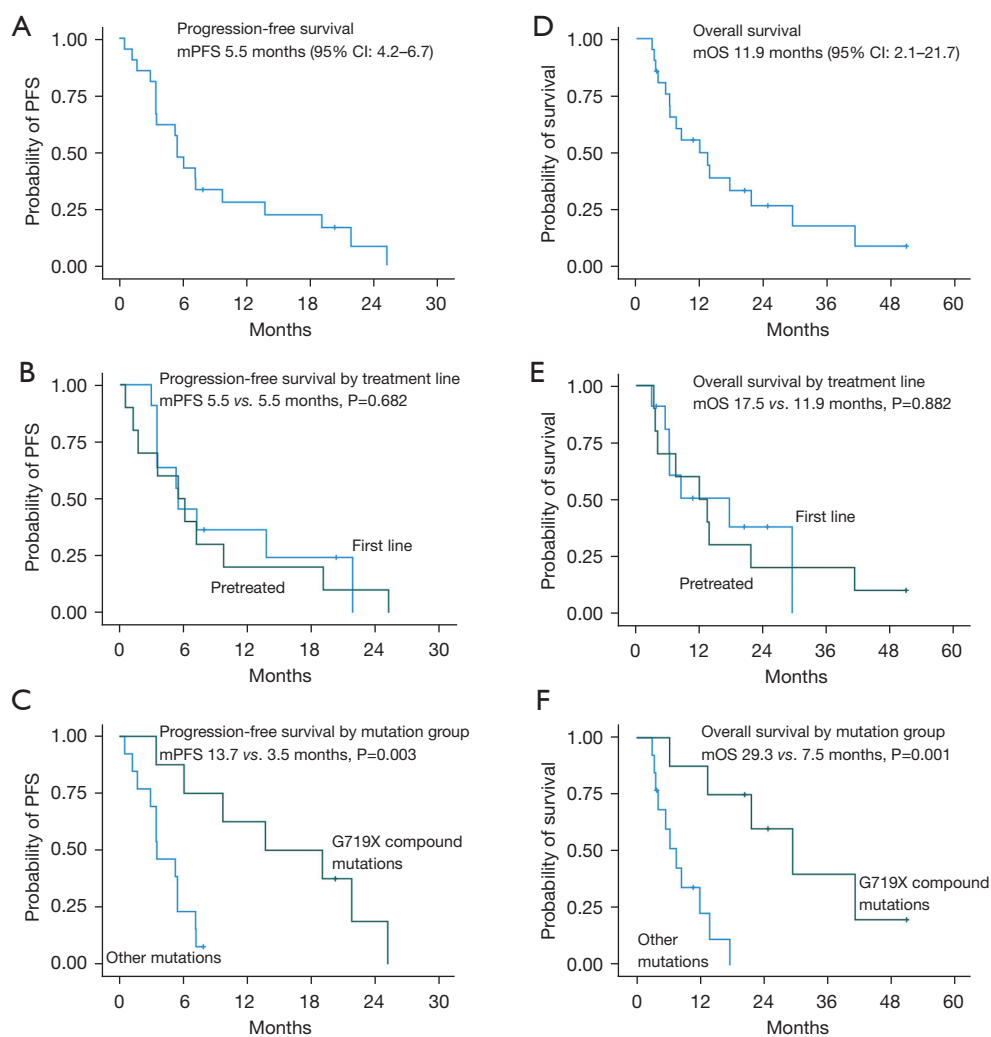 A
Progression-free survival
mPFS 5.5 months (95% CI: 4.2–6.7)
Probability of PFS
1.00
0.75
0.50
0.25
0.00
0 6 12 18 24 30
Months
D
Overall survival
mOS 11.9 months (95% CI: 2.1–21.7)
Probability of survival
1.00
0.75
0.50
0.25
0.00
0 12 24 36 48 60
Months
B
Progression-free survival by treatment line
mPFS 5.5 vs. 5.5 months, P=0.682
Probability of PFS
1.00
0.75
0.50
0.25
0.00
First line
Pretreated
0 6 12 18 24 30
Months
E
Overall survival by treatment line
mOS 17.5 vs. 11.9 months, P=0.882
Probability of survival
1.00
0.75
0.50
0.25
0.00
First line
Pretreated
0 12 24 36 48 60
Months
C
Progression-free survival by mutation group
mPFS 13.7 vs. 3.5 months, P=0.003
Probability of PFS
1.00
0.75
0.50
0.25
0.00
G719X compound
mutations
Other mutations
0 6 12 18 24 30
Months
F
Overall survival by mutation group
mOS 29.3 vs. 7.5 months, P=0.001
Probability of survival
1.00
0.75
0.50
0.25
0.00
G719X compound
mutations
Other
mutations
0 12 24 36 48 60
Months